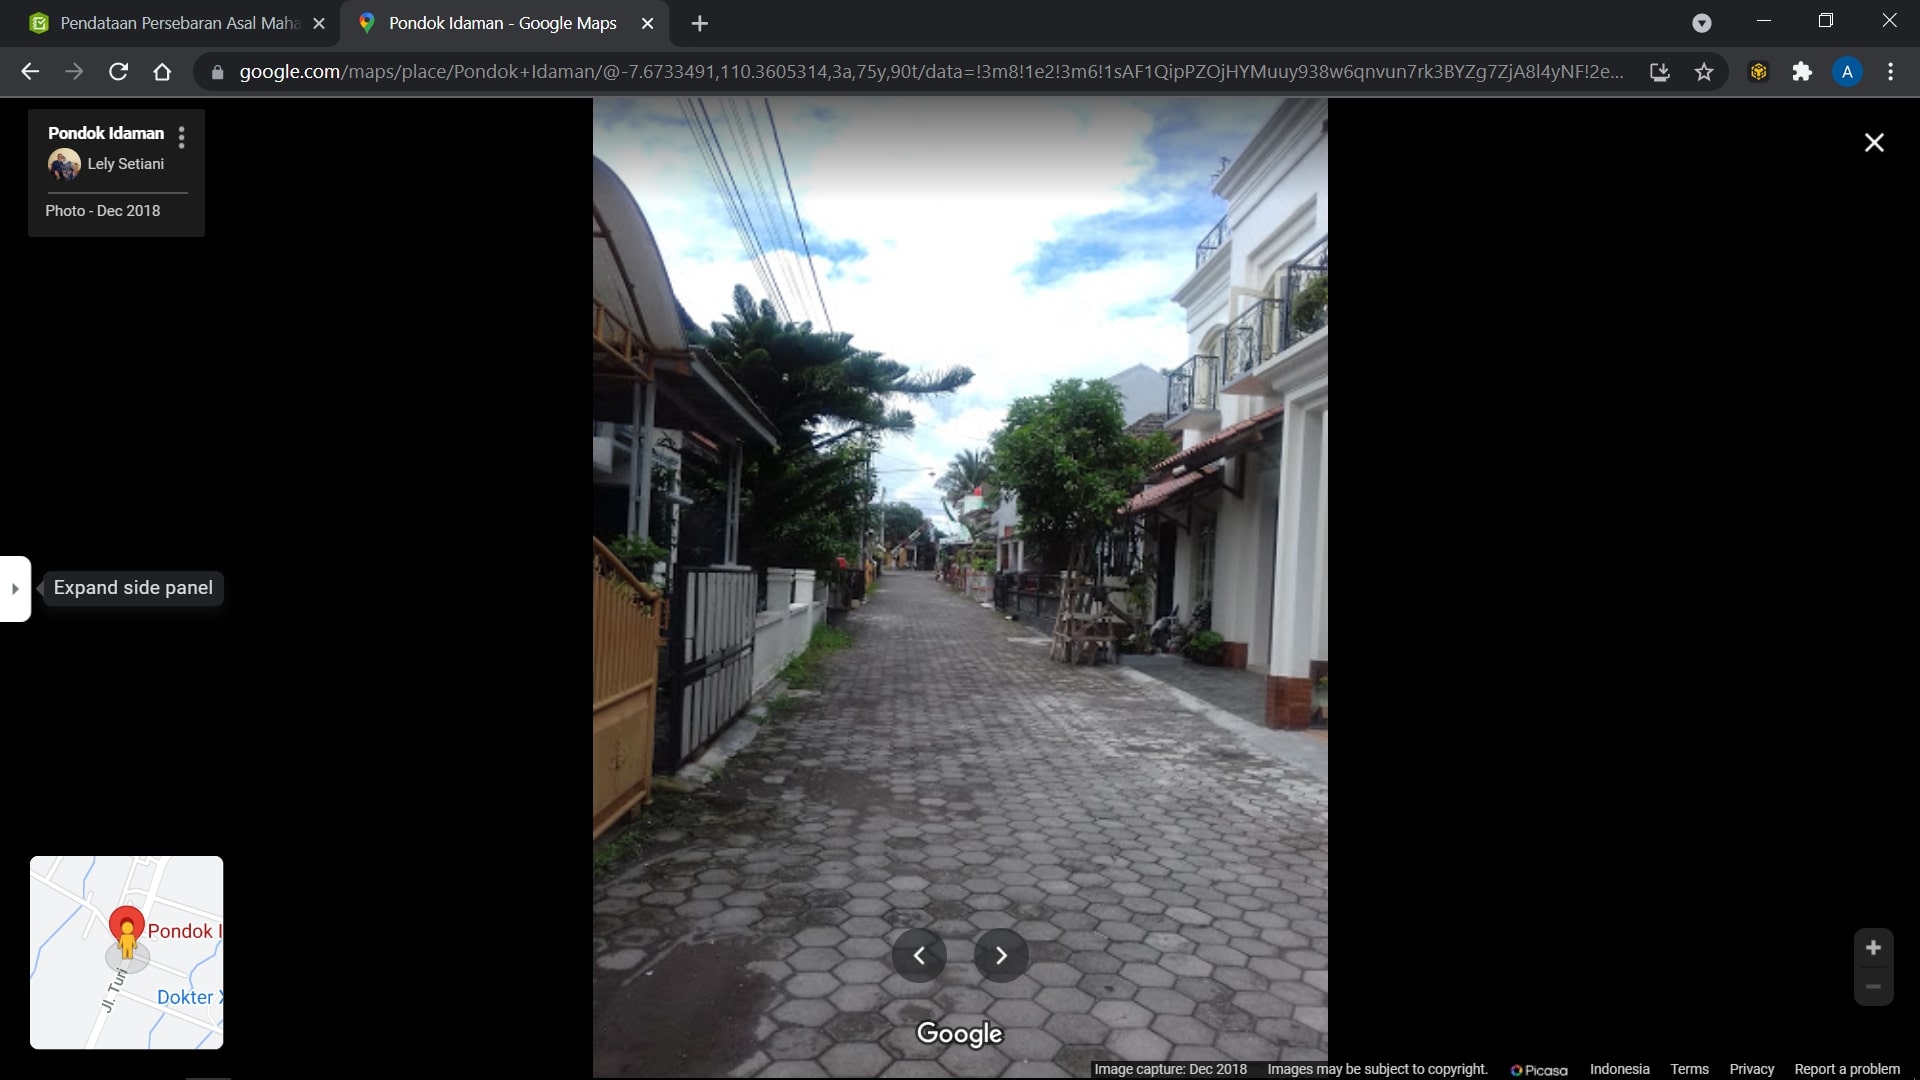 Pendataan Persebaran Asal Maha
Pondok Idaman - Google Maps
google.com/maps/place/Pondok+Idaman/@-7.6733491,110.3605314,3a,75y,90t/data=!3m8!1e2!3m6!1sAF1QipPZOjHYMuuy938w6qnvun7rk3BYZg7ZjA8l4yNF!2e...
A
Pondok Idaman
Lely Setiani
Photo - Dec 2018
Expand side panel
Pondok I
Jl. Turi
Dokter
Google
Image capture: Dec 2018 Images may be subject to copyright. Picasa Indonesia Terms Privacy Report a problem